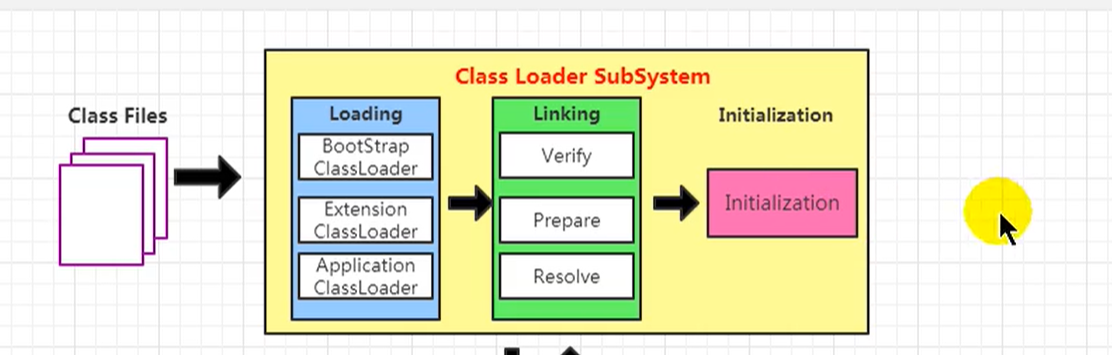 Class Loader SubSystem
Class Files
Loading
BootStrap
ClassLoader
Extension
ClassLoader
Application
ClassLoader
Linking
Verify
Prepare
Resolve
Initialization
Initialization